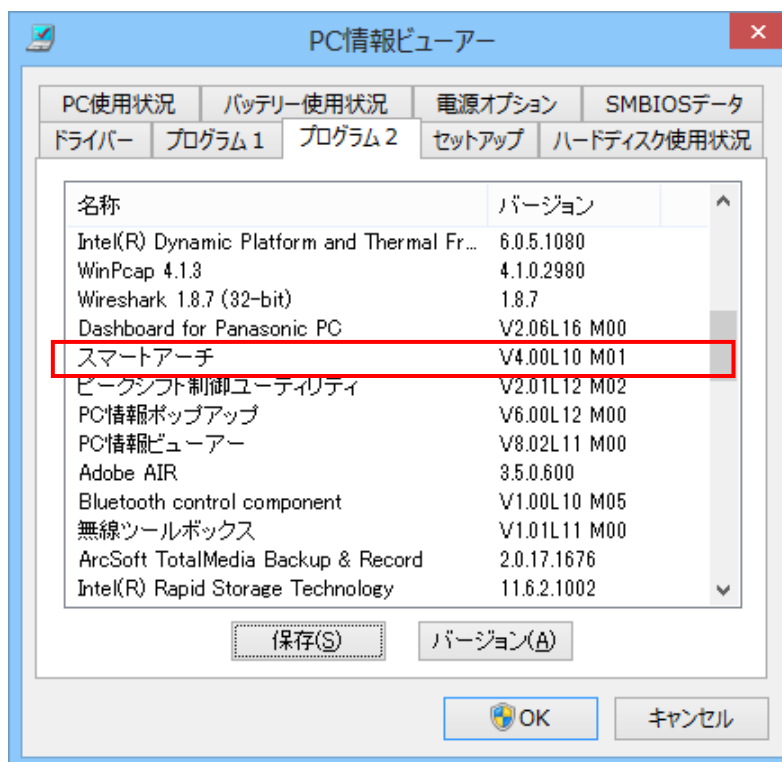 PC情報ビューアー
PC使用状況 バッテリー使用状況 電源オプション SMBIOSデータ
ドライバー プログラム1 プログラム2 セットアップ ハードディスク使用状況
名称 バージョン
Intel(R) Dynamic Platform and Thermal Fr... 6.0.5.1080
WinPcap 4.1.3 4.1.0.2980
Wireshark 1.8.7 (32-bit) 1.8.7
Dashboard for Panasonic PC V2.06L16 M00
スマートアーチ V4.00L10 M01
ピークシフト制御ユーティリティ V2.01L12 M02
PC情報ポップアップ V6.00L12 M00
PC情報ビューアー V8.02L11 M00
Adobe AIR 3.5.0.600
Bluetooth control component V1.00L10 M05
無線ツールボックス V1.01L11 M00
ArcSoft TotalMedia Backup & Record 2.0.17.1676
Intel(R) Rapid Storage Technology 11.6.2.1002
保存(S) バージョン(A)
OK キャンセル